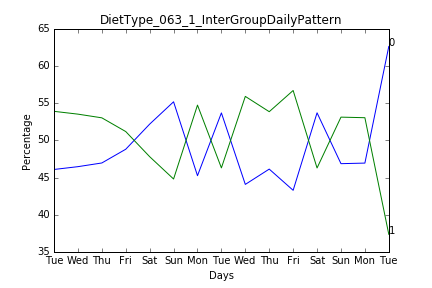 DietType_063_1_InterGroupDailyPattern
65
60
55
50
45
40
35
Percentage
0
1
Tue Wed Thu Fri Sat Sun Mon Tue Wed Thu Fri Sat Sun Mon Tue
Days